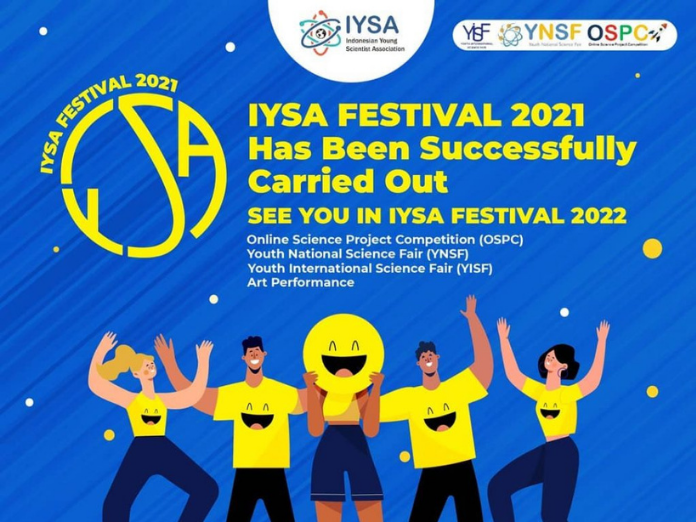 IYSA
Indonesian Young
Scientist Association
YISF
YNSF
Youth National Science Fair
OSPC
Online Science Project Competition
IYSA FESTIVAL 2021
IYSA
IYSA FESTIVAL 2021
Has Been Successfully
Carried Out
SEE YOU IN IYSA FESTIVAL 2022
Online Science Project Competition (OSPC)
Youth National Science Fair (YNSF)
Youth International Science Fair (YISF)
Art Performance